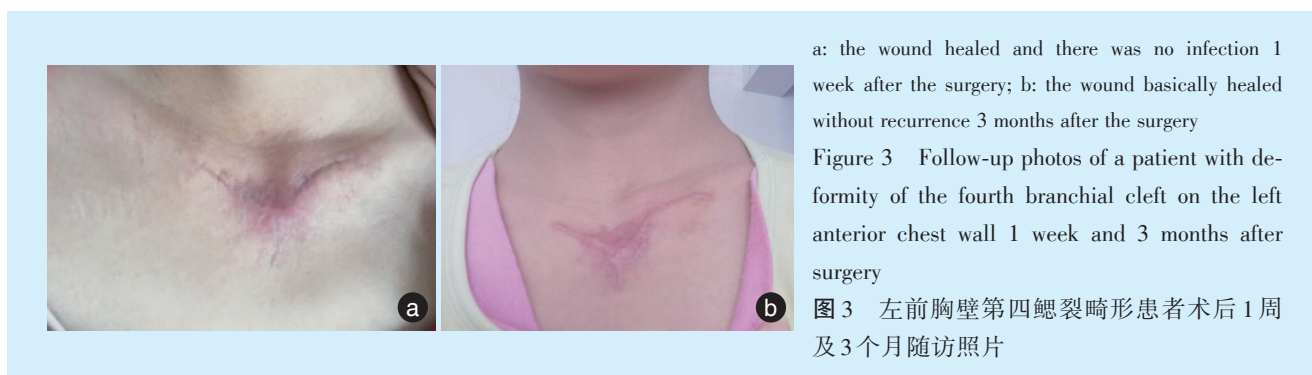 a: the wound healed and there was no infection 1
week after the surgery; b: the wound basically healed
without recurrence 3 months after the surgery
Figure 3 Follow-up photos of a patient with de-
formity of the fourth branchial cleft on the left
anterior chest wall 1 week and 3 months after
surgery
图3 左前胸壁第四鳃裂畸形患者术后1周
及3个月随访照片
a
b